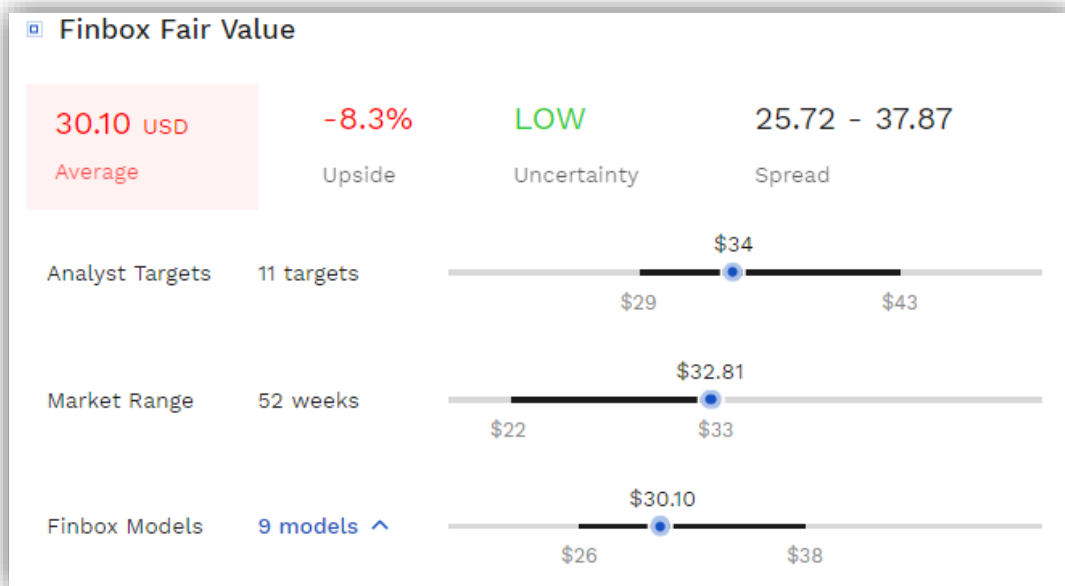 Finbox Fair Value
30.10 USD
-8.3%
LOW
25.72 - 37.87
Average
Upside
Uncertainty
Spread
$34
Analyst Targets
11 targets
$29
$43
$32.81
Market Range
52 weeks
$22
$33
$30.10
Finbox Models
9 models
$26
$38